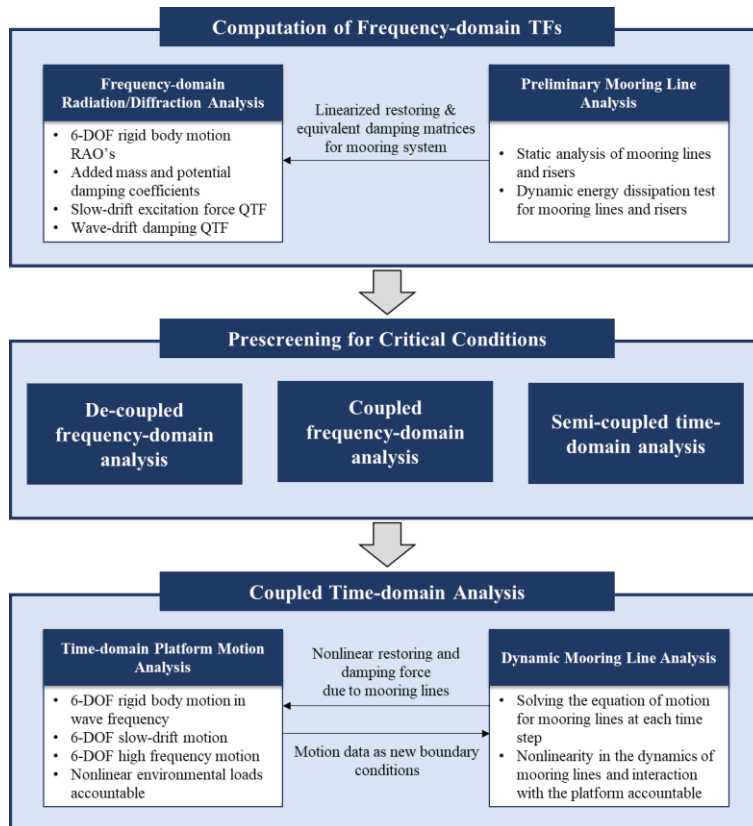 Computation of Frequency-domain TFs
Frequency-domain
Radiation/Diffraction Analysis
• 6-DOF rigid body motion
RAO's
• Added mass and potential
damping coefficients
• Slow-drift excitation force QTF
• Wave-drift damping QTF
Linearized restoring &
equivalent damping matrices
for mooring system
Preliminary Mooring Line
Analysis
• Static analysis of mooring lines
and risers
• Dynamic energy dissipation test
for mooring lines and risers
Prescreening for Critical Conditions
De-coupled
frequency-domain
analysis
Coupled
frequency-domain
analysis
Semi-coupled time-
domain analysis
Coupled Time-domain Analysis
Time-domain Platform Motion
Analysis
• 6-DOF rigid body motion in
wave frequency
• 6-DOF slow-drift motion
• 6-DOF high frequency motion
• Nonlinear environmental loads
accountable
Nonlinear restoring and
damping force
due to mooring lines
Motion data as new boundary
conditions
Dynamic Mooring Line Analysis
• Solving the equation of motion
for mooring lines at each time
step
• Nonlinearity in the dynamics of
mooring lines and interaction
with the platform accountable